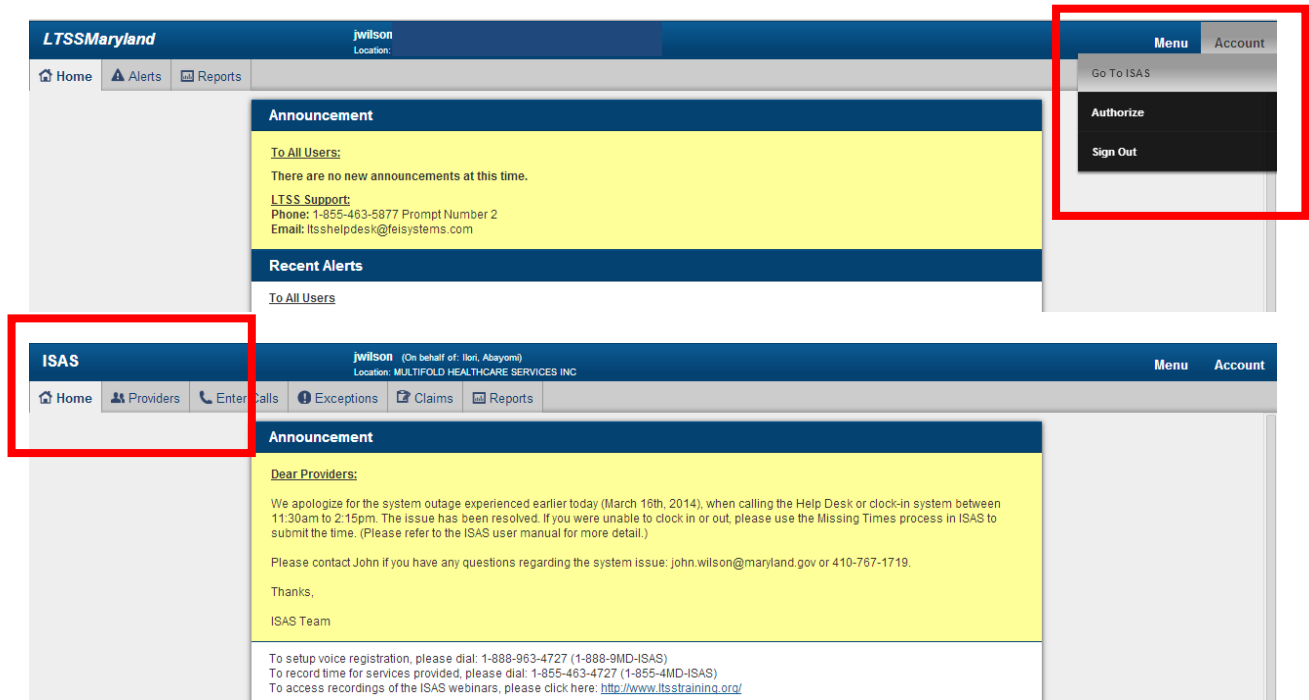 LTSSMaryland
jwilson
Location:
Menu Account
Home Alerts Reports
Go To ISAS
Authorize
Sign Out
Announcement
To All Users:
There are no new announcements at this time.
LTSS Support:
Phone: 1-855-463-5877 Prompt Number 2
Email: ltsshelpdesk@feisystems.com
Recent Alerts
To All Users
ISAS
jwilson (On behalf of: Ilori, Abayomi)
Location: MULTIFOLD HEALTHCARE SERVICES INC
Menu Account
Home Providers Enter Calls Exceptions Claims Reports
Announcement
Dear Providers:
We apologize for the system outage experienced earlier today (March 16th, 2014), when calling the Help Desk or clock-in system between
11:30am to 2:15pm. The issue has been resolved. If you were unable to clock in or out, please use the Missing Times process in ISAS to
submit the time. (Please refer to the ISAS user manual for more detail.)
Please contact John if you have any questions regarding the system issue: john.wilson@maryland.gov or 410-767-1719.
Thanks,
ISAS Team
To setup voice registration, please dial: 1-888-963-4727 (1-888-9MD-ISAS)
To record time for services provided, please dial: 1-855-463-4727 (1-855-4MD-ISAS)
To access recordings of the ISAS webinars, please click here: http://www.ltsstraining.org/